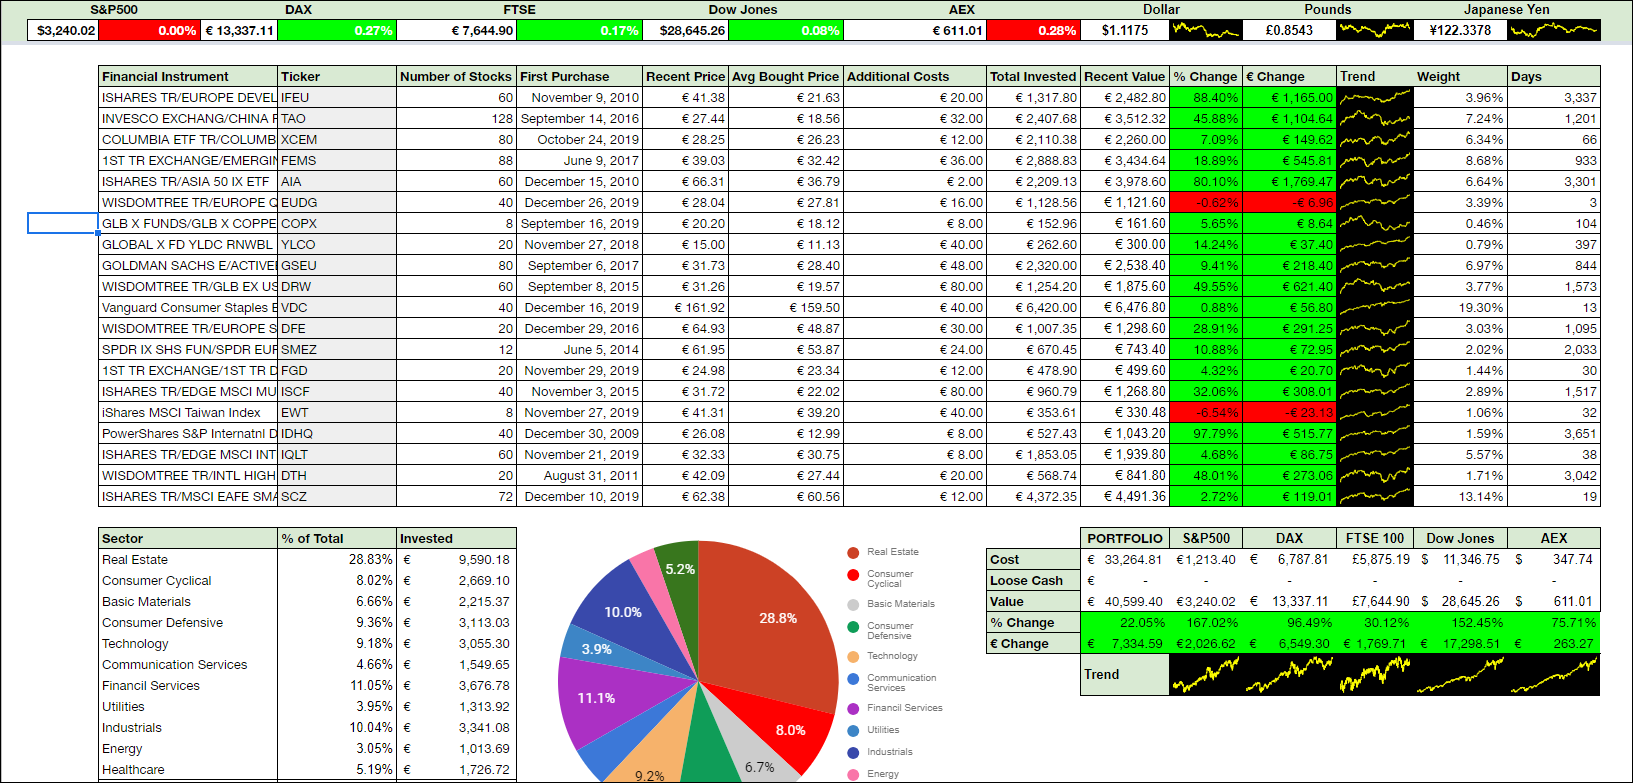 S&P500 DAX FTSE Dow Jones AEX Dollar Pounds Japanese Yen
$3,240.02 0.00% € 13,337.11 0.27% € 7,644.90 0.17% $28,645.26 0.08% € 611.01 0.28% $1.1175 £0.8543 ¥122.3378
Financial Instrument Ticker Number of Stocks First Purchase Recent Price Avg Bought Price Additional Costs Total Invested Recent Value % Change € Change Trend Weight Days
ISHARES TR/EUROPE DEVEL IFEU 60 November 9, 2010 € 41.38 € 21.63 € 20.00 € 1,317.80 € 2,482.80 88.40% € 1,165.00 3.96% 3,337
INVESCO EXCHANG/CHINA F TAO 128 September 14, 2016 € 27.44 € 18.56 € 32.00 € 2,407.68 € 3,512.32 45.88% € 1,104.64 7.24% 1,201
COLUMBIA ETF TR/COLUMB XCEM 80 October 24, 2019 € 28.25 € 26.23 € 12.00 € 2,110.38 € 2,260.00 7.09% € 149.62 6.34% 66
1ST TR EXCHANGE/EMERGIN FEMS 88 June 9, 2017 € 39.03 € 32.42 € 36.00 € 2,888.83 € 3,434.64 18.89% € 545.81 8.68% 933
ISHARES TR/ASIA 50 IX ETF AIA 60 December 15, 2010 € 66.31 € 36.79 € 2.00 € 2,209.13 € 3,978.60 80.10% € 1,769.47 6.64% 3,301
WISDOMTREE TR/EUROPE Q EUDG 40 December 26, 2019 € 28.04 € 27.81 € 16.00 € 1,128.56 € 1,121.60 -0.62% -€ 6.96 3.39% 3
GLB X FUNDS/GLB X COPPE COPX 8 September 16, 2019 € 20.20 € 18.12 € 8.00 € 152.96 € 161.60 5.65% € 8.64 0.46% 104
GLOBAL X FD YLDC RNWBL YLCO 20 November 27, 2018 € 15.00 € 11.13 € 40.00 € 262.60 € 300.00 14.24% € 37.40 0.79% 397
GOLDMAN SACHS E/ACTIVEI GSEU 80 September 6, 2017 € 31.73 € 28.40 € 48.00 € 2,320.00 € 2,538.40 9.41% € 218.40 6.97% 844
WISDOMTREE TR/GLB EX US DRW 60 September 8, 2015 € 31.26 € 19.57 € 80.00 € 1,254.20 € 1,875.60 49.55% € 621.40 3.77% 1,573
Vanguard Consumer Staples E VDC 40 December 16, 2019 € 161.92 € 159.50 € 40.00 € 6,420.00 € 6,476.80 0.88% € 56.80 19.30% 13
WISDOMTREE TR/EUROPE S DFE 20 December 29, 2016 € 64.93 € 48.87 € 30.00 € 1,007.35 € 1,298.60 28.91% € 291.25 3.03% 1,095
SPDR IX SHS FUN/SPDR EUF SMEZ 12 June 5, 2014 € 61.95 € 53.87 € 24.00 € 670.45 € 743.40 10.88% € 72.95 2.02% 2,033
1ST TR EXCHANGE/1ST TR D FGD 20 November 29, 2019 € 24.98 € 23.34 € 12.00 € 478.90 € 499.60 4.32% € 20.70 1.44% 30
ISHARES TR/EDGE MSCI MU ISCF 40 November 3, 2015 € 31.72 € 22.02 € 80.00 € 960.79 € 1,268.80 32.06% € 308.01 2.89% 1,517
iShares MSCI Taiwan Index EWT 8 November 27, 2019 € 41.31 € 39.20 € 40.00 € 353.61 € 330.48 -6.54% -€ 23.13 1.06% 32
PowerShares S&P Internatnl D IDHQ 40 December 30, 2009 € 26.08 € 12.99 € 8.00 € 527.43 € 1,043.20 97.79% € 515.77 1.59% 3,651
ISHARES TR/EDGE MSCI INT IQLT 60 November 21, 2019 € 32.33 € 30.75 € 8.00 € 1,853.05 € 1,939.80 4.68% € 86.75 5.57% 38
WISDOMTREE TR/INTL HIGH DTH 20 August 31, 2011 € 42.09 € 27.44 € 20.00 € 568.74 € 841.80 48.01% € 273.06 1.71% 3,042
ISHARES TR/MSCI EAFE SMA SCZ 72 December 10, 2019 € 62.38 € 60.56 € 12.00 € 4,372.35 € 4,491.36 2.72% € 119.01 13.14% 19
Sector % of Total Invested
Real Estate 28.83% € 9,590.18
Consumer Cyclical 8.02% € 2,669.10
Basic Materials 6.66% € 2,215.37
Consumer Defensive 9.36% € 3,113.03
Technology 9.18% € 3,055.30
Communication Services 4.66% € 1,549.65
Financil Services 11.05% € 3,676.78
Utilities 3.95% € 1,313.92
Industrials 10.04% € 3,341.08
Energy 3.05% € 1,013.69
Healthcare 5.19% € 1,726.72
5.2%
28.8%
10.0%
3.9%
11.1%
8.0%
6.7%
9.2%
Real Estate
Consumer
Cyclical
Basic Materials
Consumer
Defensive
Technology
Communication
Services
Financil Services
Utilities
Industrials
Energy
PORTFOLIO S&P500 DAX FTSE 100 Dow Jones AEX
Cost € 33,264.81 €1,213.40 € 6,787.81 £5,875.19 $ 11,346.75 $ 347.74
Loose Cash € - - - - - -
Value € 40,599.40 €3,240.02 € 13,337.11 £7,644.90 $ 28,645.26 $ 611.01
% Change 22.05% 167.02% 96.49% 30.12% 152.45% 75.71%
€ Change € 7,334.59 €2,026.62 € 6,549.30 € 1,769.71 € 17,298.51 € 263.27
Trend